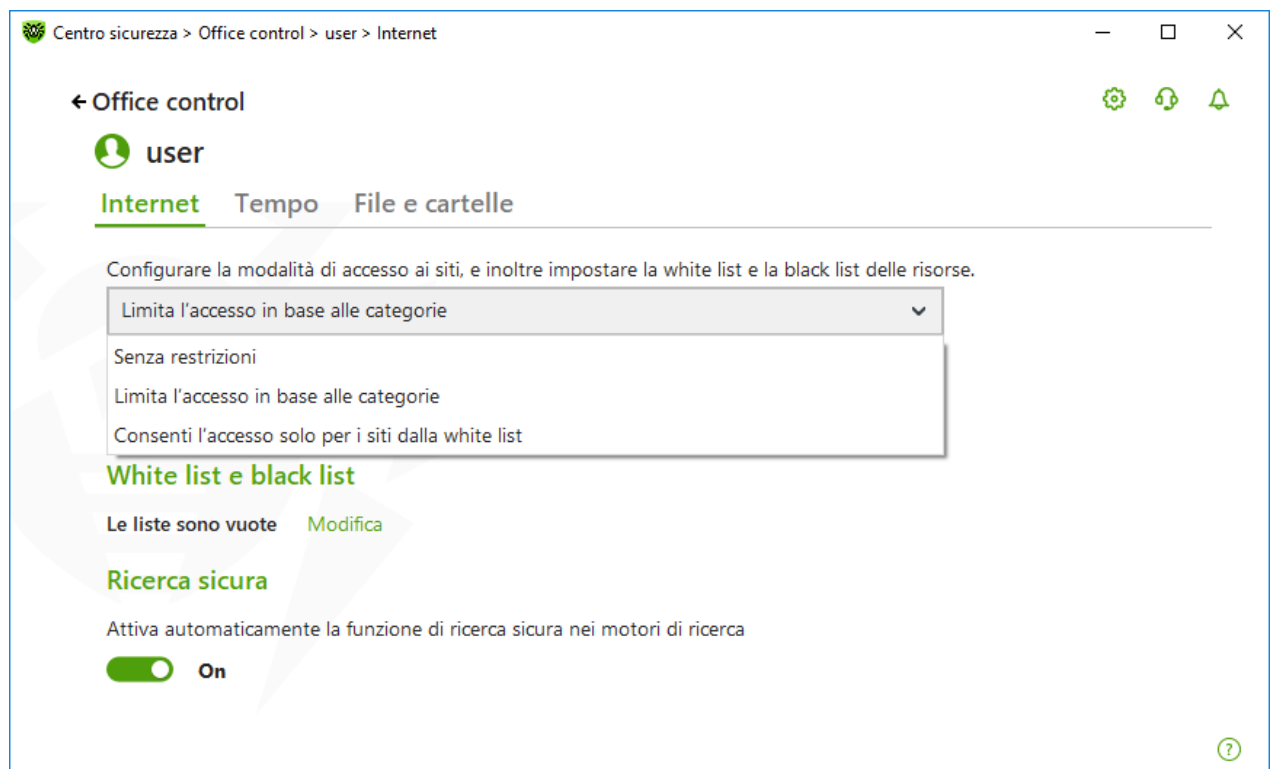 Centro sicurezza > Office control > user > Internet
Office control
user
Internet Tempo File e cartelle
Configurare la modalità di accesso ai siti, e inoltre impostare la white list e la black list delle risorse.
Limita l'accesso in base alle categorie
Senza restrizioni
Limita l'accesso in base alle categorie
Consenti l'accesso solo per i siti dalla white list
White list e black list
Le liste sono vuote Modifica
Ricerca sicura
Attiva automaticamente la funzione di ricerca sicura nei motori di ricerca
On
?